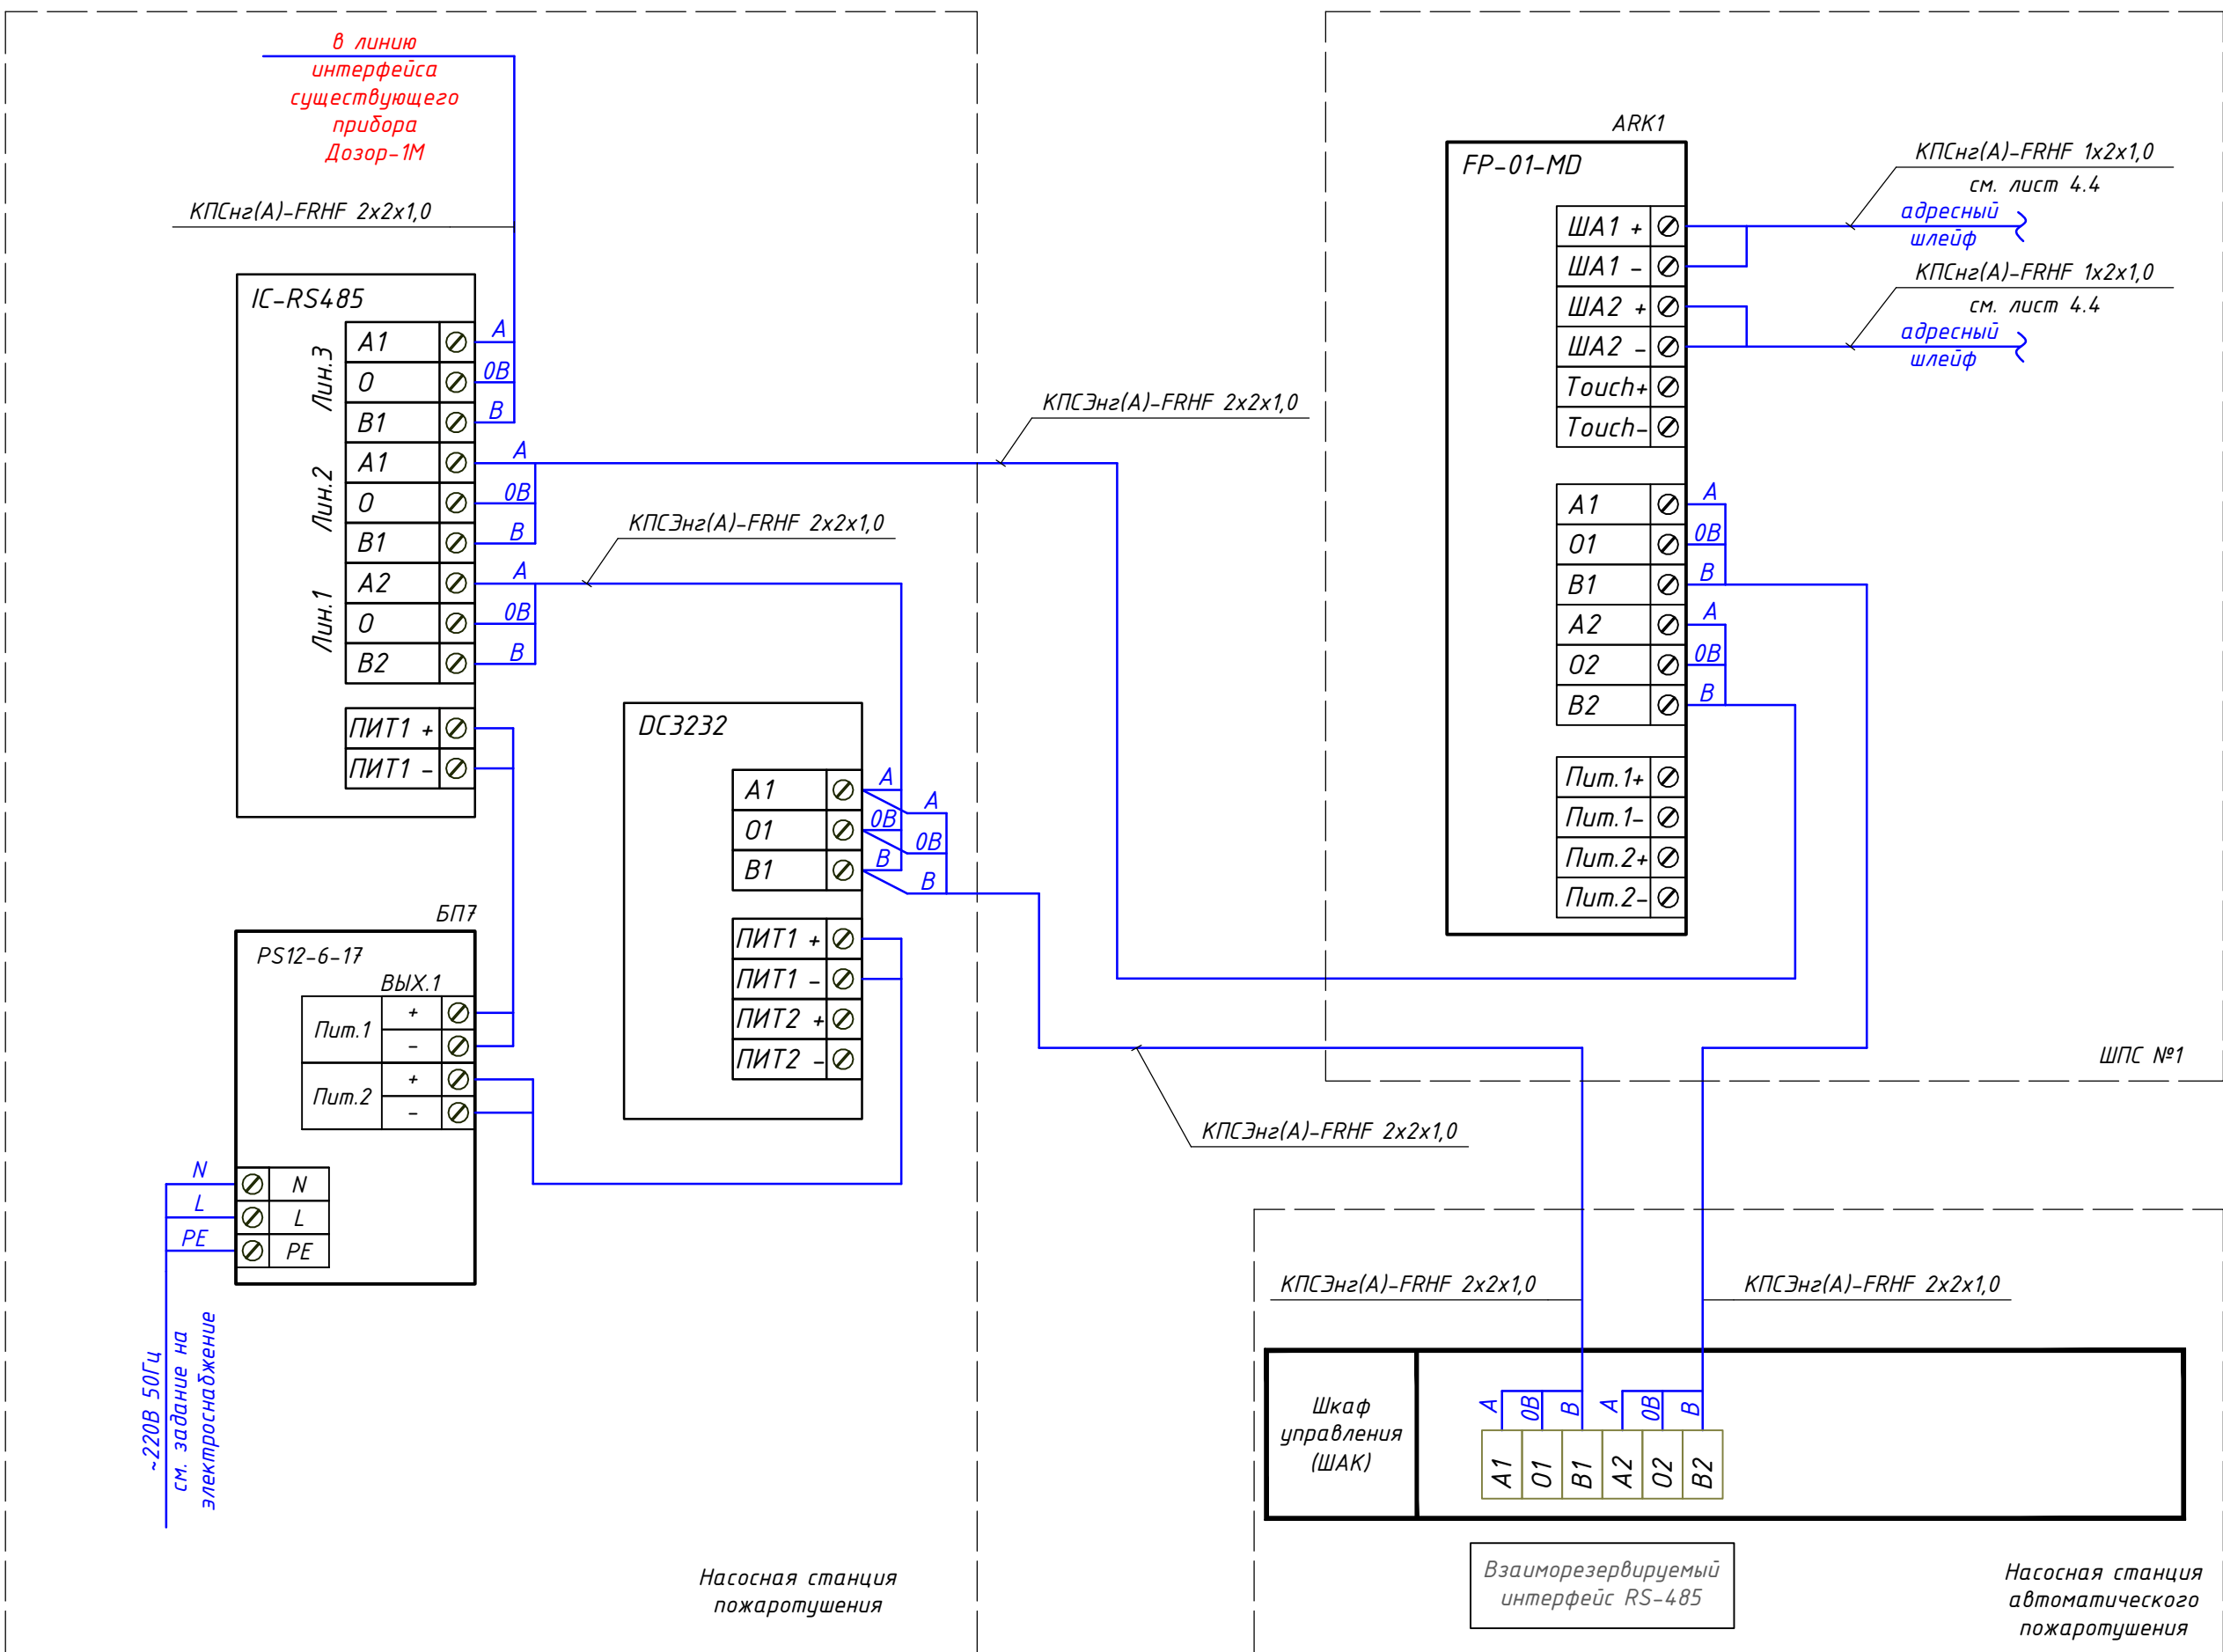 в линию
интерфейса
существующего
прибора
Дозор-1М
КПСнг(А)-FRHF 2х2х1,0
IC-RS485
Лин.3
A1
A
0
0В
B1
B
Лин.2
A1
A
0
0В
B1
B
Лин.1
A2
A
0
0В
B2
B
ПИТ1 +
ПИТ1 -
КПСЭнг(А)-FRHF 2х2х1,0
КПСЭнг(А)-FRHF 2х2х1,0
БП7
PS12-6-17
ВЫХ.1
Пит.1
+
-
Пит.2
+
-
N
N
L
L
PE
PE
~220В 50Гц
см. задание на
электроснабжение
DC3232
A1
A
A
01
0В
0В
B1
B
B
ПИТ1 +
ПИТ1 -
ПИТ2 +
ПИТ2 -
КПСЭнг(А)-FRHF 2х2х1,0
Насосная станция
пожаротушения
ARK1
FP-01-MD
ША1 +
ША1 -
ША2 +
ША2 -
Touch+
Touch-
A1
A
01
0В
B1
B
A2
A
02
0В
B2
B
Пит.1+
Пит.1-
Пит.2+
Пит.2-
КПСнг(А)-FRHF 1х2х1,0
см. лист 4.4
адресный
шлейф
КПСнг(А)-FRHF 1х2х1,0
см. лист 4.4
адресный
шлейф
ШПС №1
КПСЭнг(А)-FRHF 2х2х1,0
КПСЭнг(А)-FRHF 2х2х1,0
Шкаф
управления
(ШАК)
A
0В
B
A
0В
B
A1
01
B1
A2
02
B2
Взаиморезервируемый
интерфейс RS-485
Насосная станция
автоматического
пожаротушения